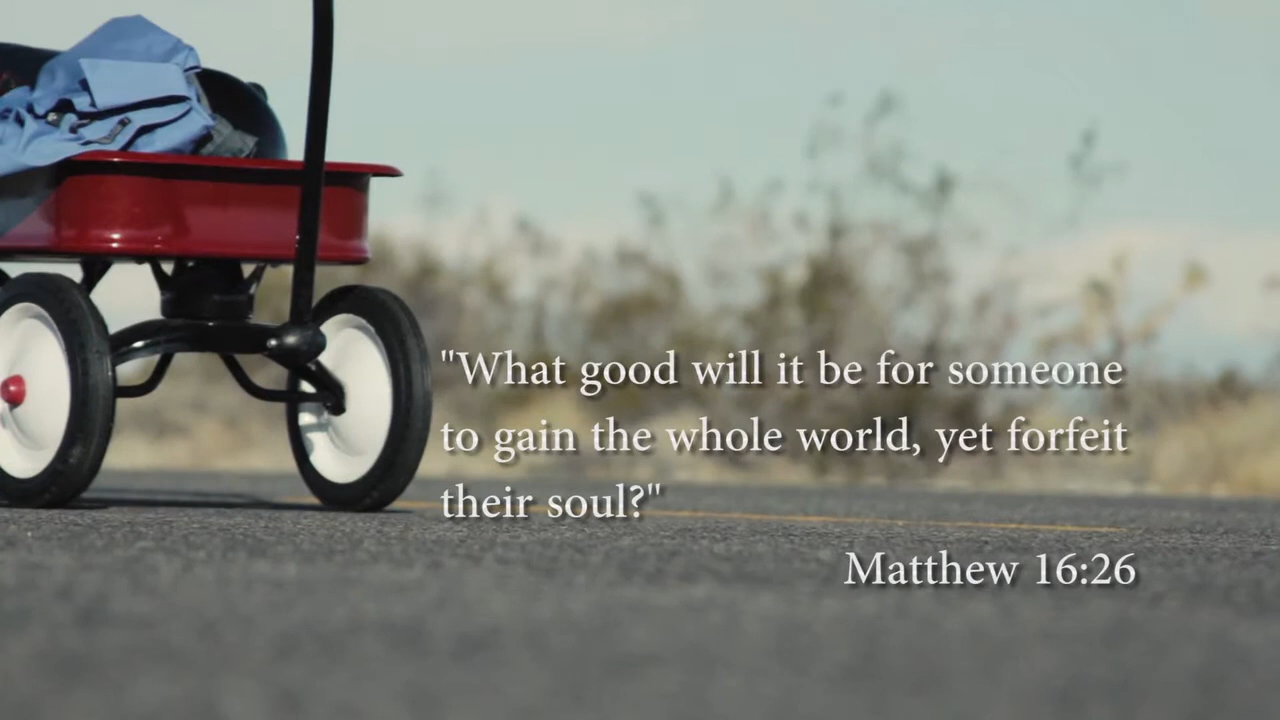 "What good will it be for someone
to gain the whole world, yet forfeit
their soul?"
Matthew 16:26